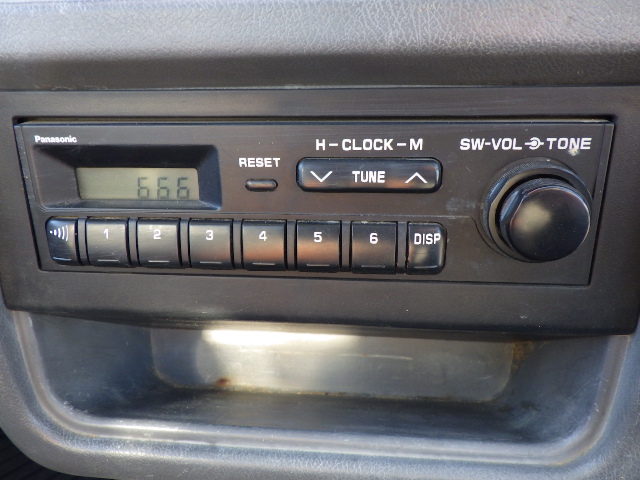 Panasonic
H-CLOCK-M
SW-VOL TONE
RESET
TUNE
666
1 2 3 4 5 6 DISP